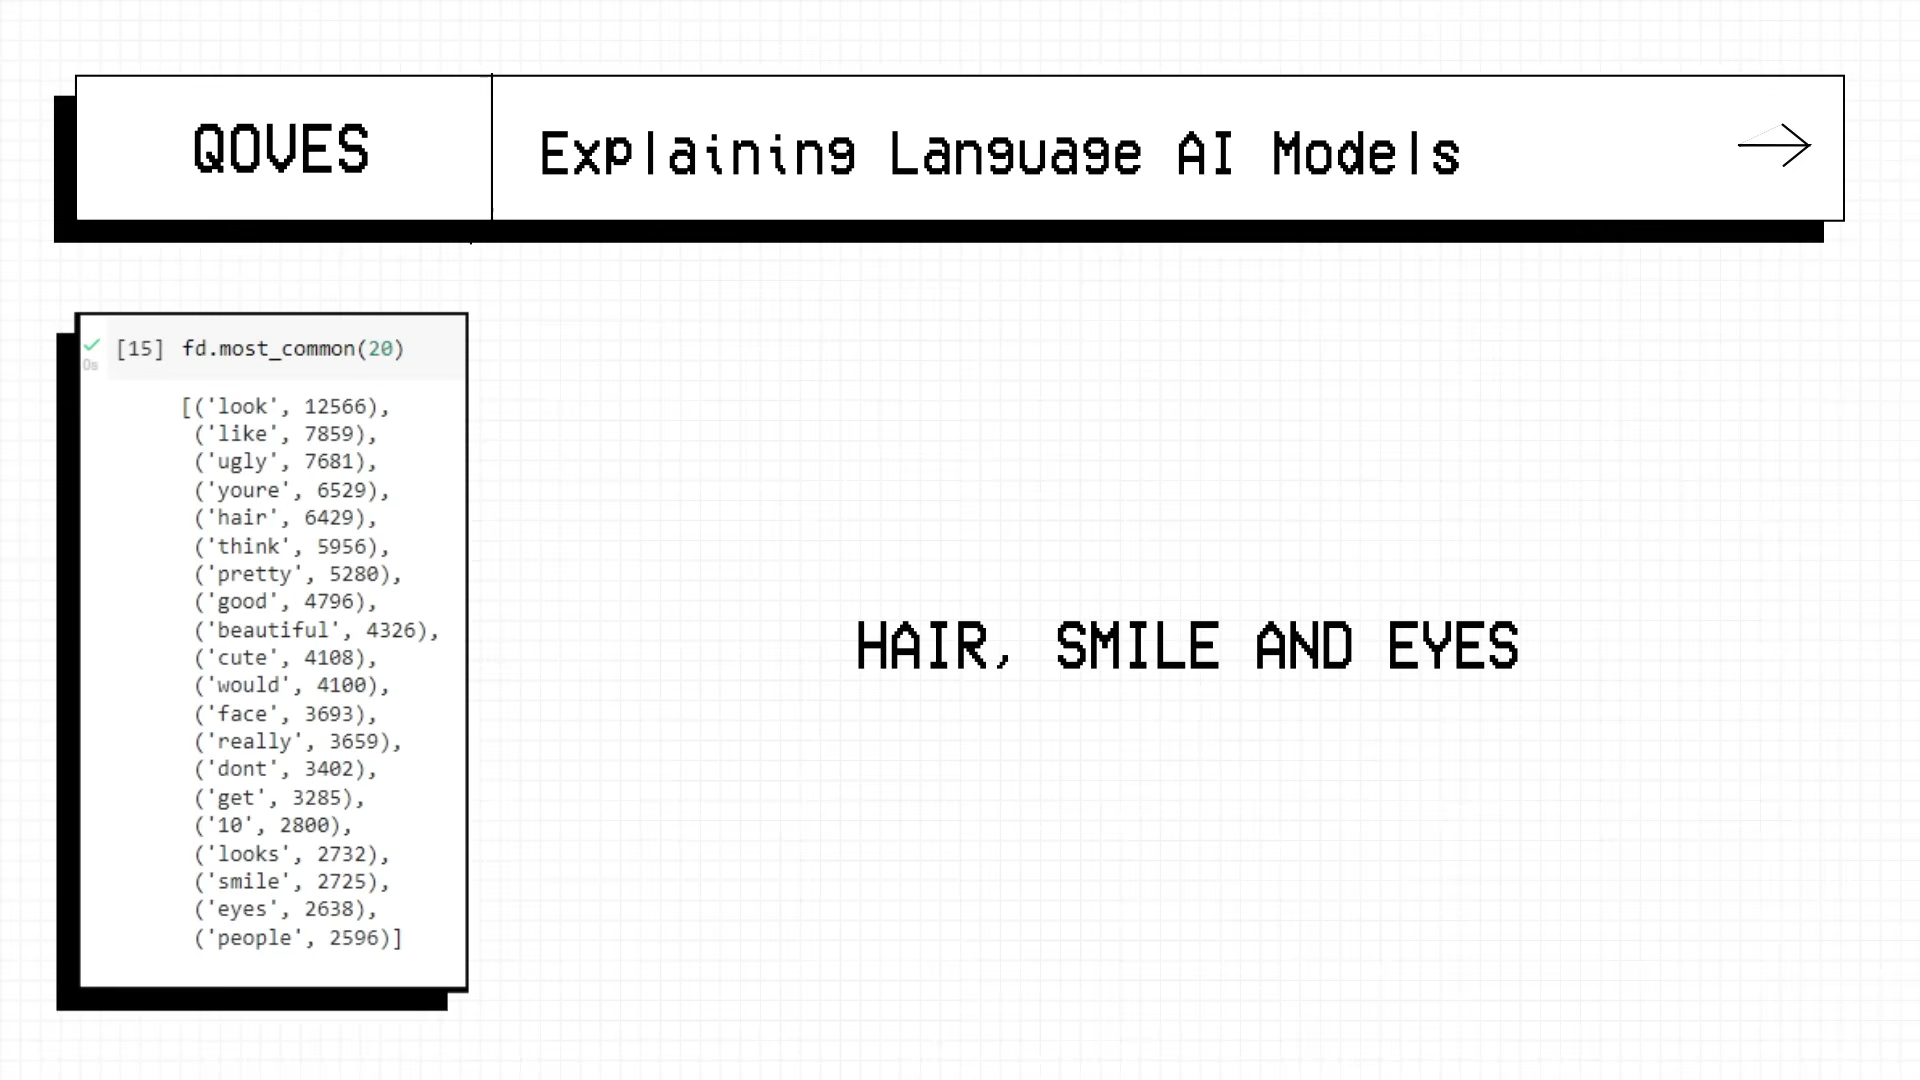 QOVES
Explaining Language AI Models
[15] fd.most_common(20)
0s
[('look', 12566),
('like', 7859),
('ugly', 7681),
('youre', 6529),
('hair', 6429),
('think', 5956),
('pretty', 5280),
('good', 4796),
('beautiful', 4326),
('cute', 4108),
('would', 4100),
('face', 3693),
('really', 3659),
('dont', 3402),
('get', 3285),
('10', 2800),
('looks', 2732),
('smile', 2725),
('eyes', 2638),
('people', 2596)]
HAIR, SMILE AND EYES